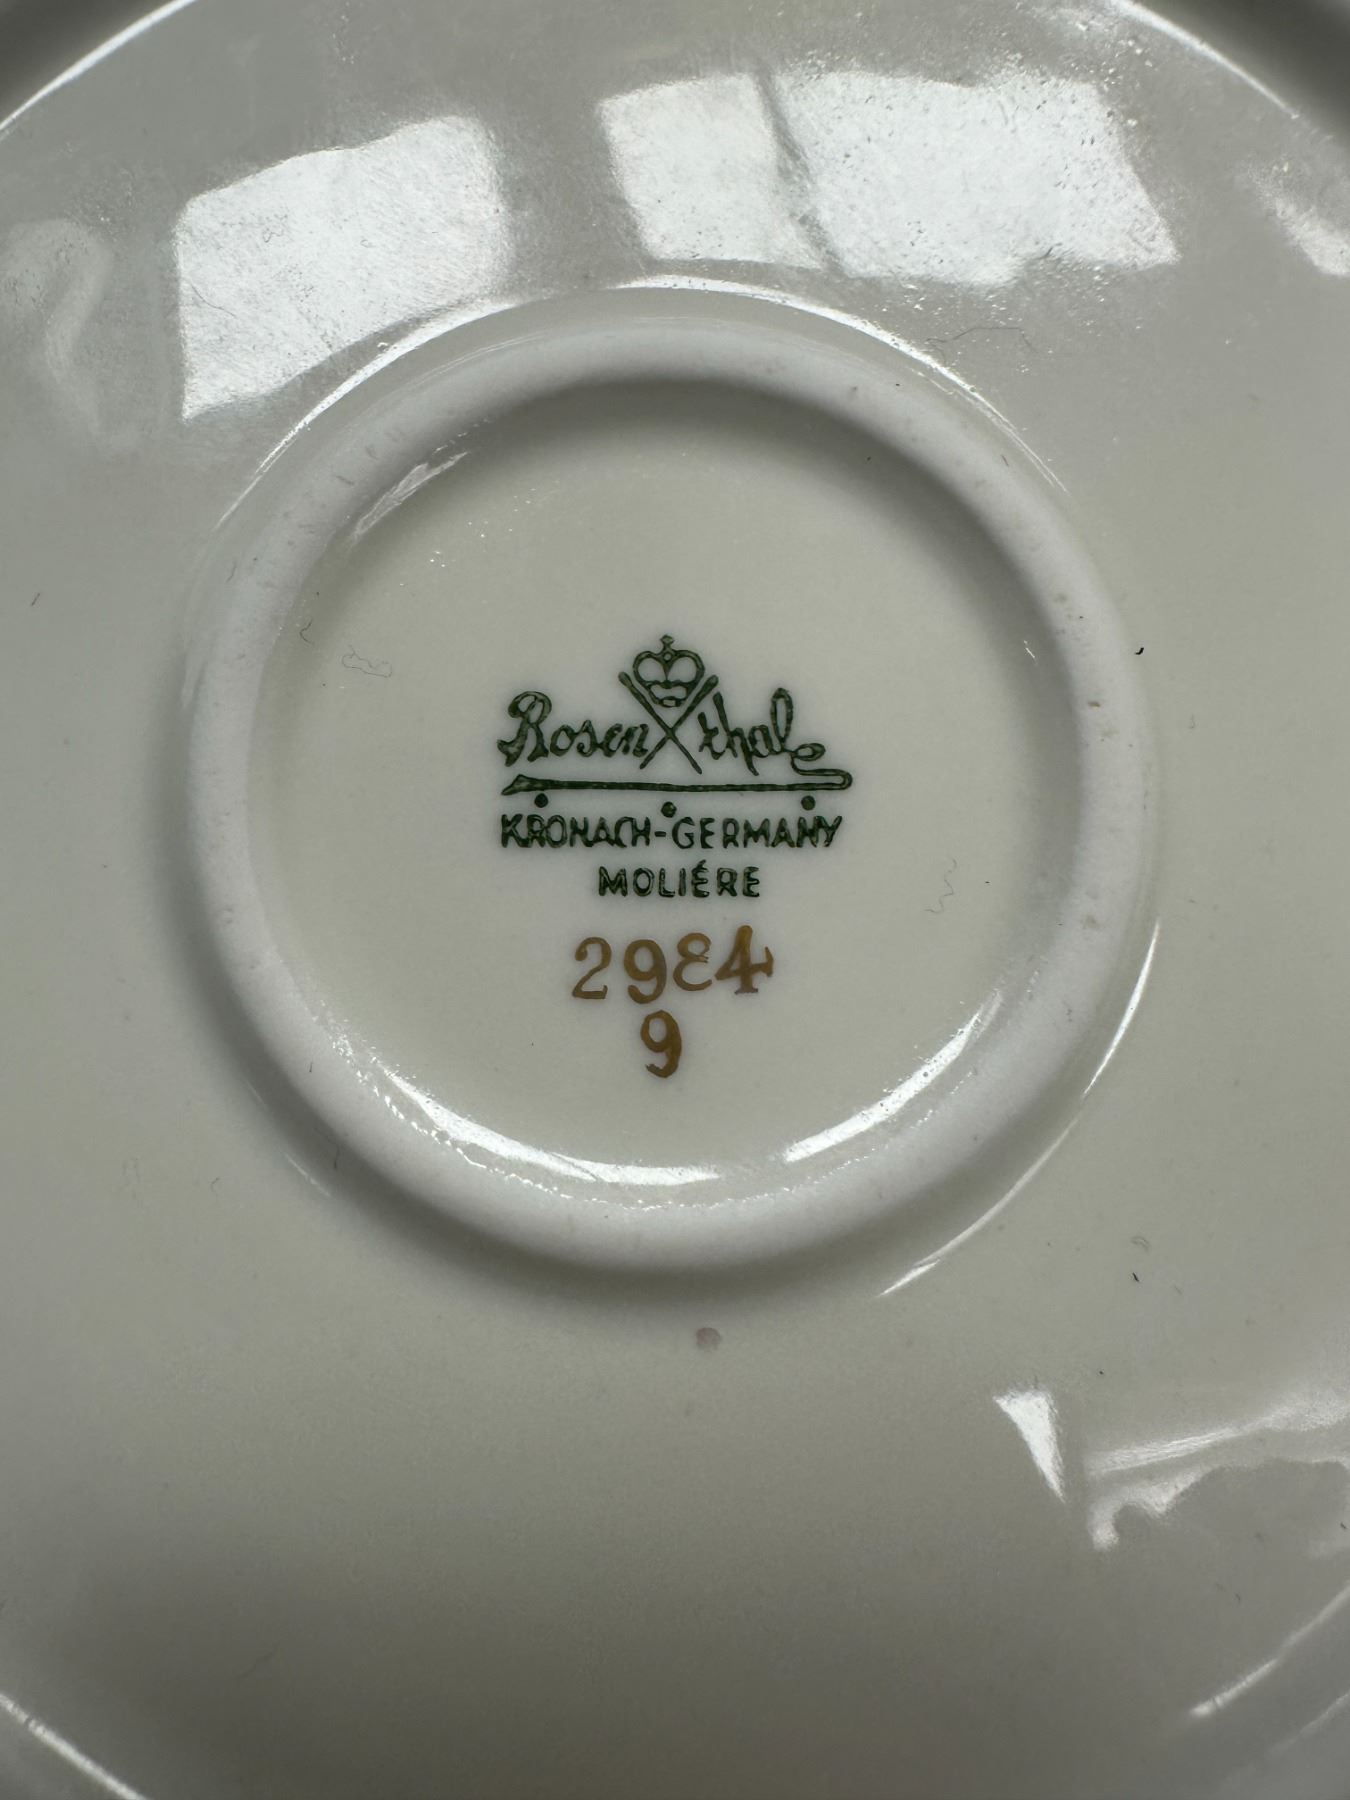 Rosenthal
KRONACH-GERMANY
MOLIÉRE
2984
9